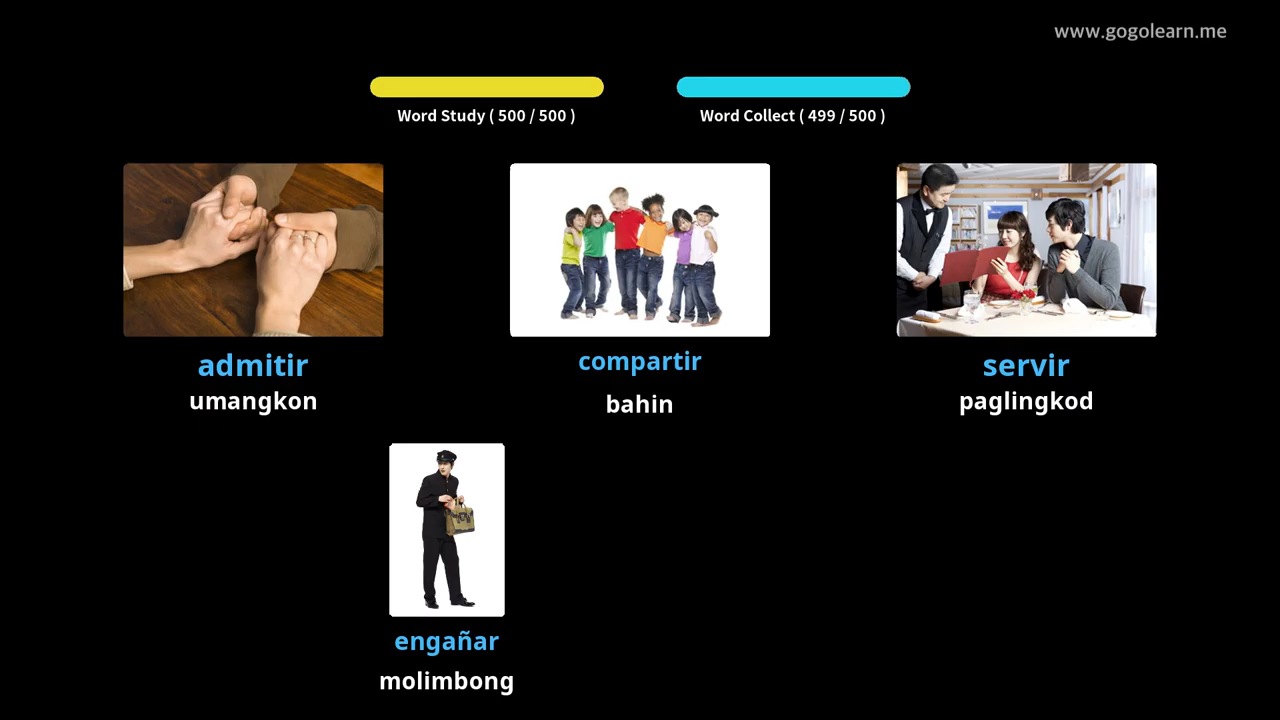 www.gogolearn.me
Word Study ( 500 / 500 )
Word Collect ( 499 / 500 )
admitir
umangkon
compartir
bahin
servir
paglingkod
engañar
molimbong